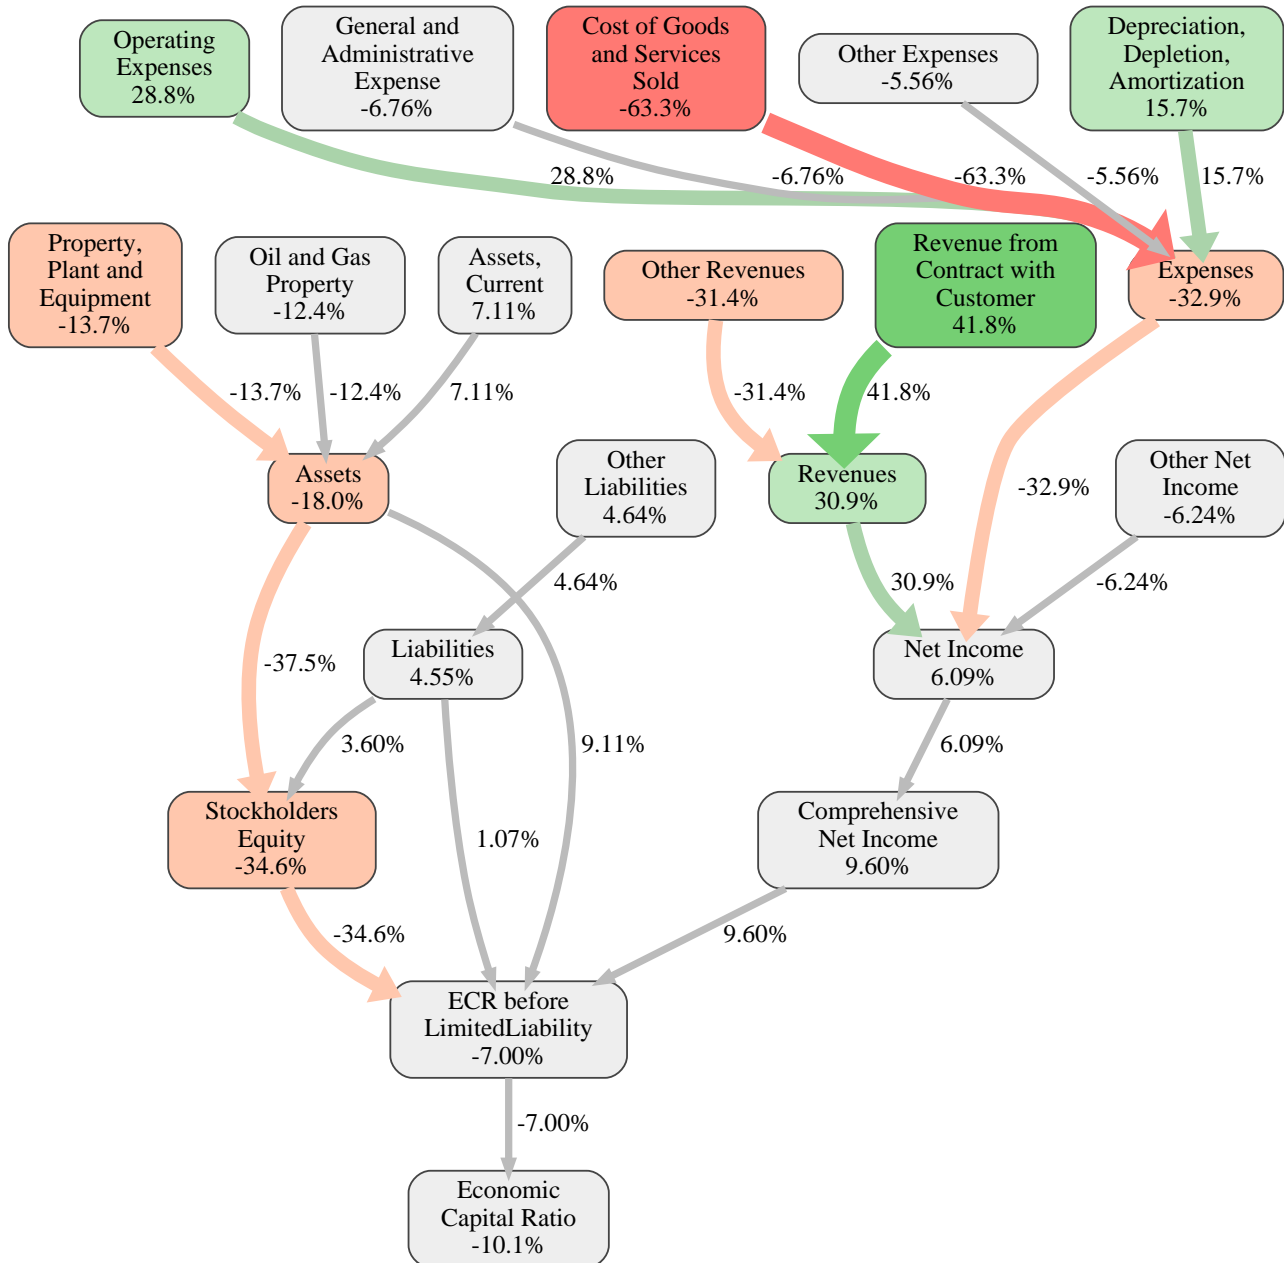 Operating
Expenses
28.8%
General and
Administrative
Expense
-6.76%
Cost of Goods
and Services
Sold
-63.3%
Other Expenses
-5.56%
Depreciation,
Depletion,
Amortization
15.7%
28.8%
-6.76%
-63.3%
-5.56%
15.7%
Property,
Plant and
Equipment
-13.7%
Oil and Gas
Property
-12.4%
Assets,
Current
7.11%
Other Revenues
-31.4%
Revenue from
Contract with
Customer
41.8%
Expenses
-32.9%
-13.7%
-12.4%
7.11%
-31.4%
41.8%
-32.9%
Assets
-18.0%
Other
Liabilities
4.64%
Revenues
30.9%
Other Net
Income
-6.24%
4.64%
30.9%
-6.24%
-37.5%
Liabilities
4.55%
Net Income
6.09%
3.60%
9.11%
6.09%
1.07%
Stockholders
Equity
-34.6%
Comprehensive
Net Income
9.60%
-34.6%
9.60%
ECR before
LimitedLiability
-7.00%
-7.00%
Economic
Capital Ratio
-10.1%